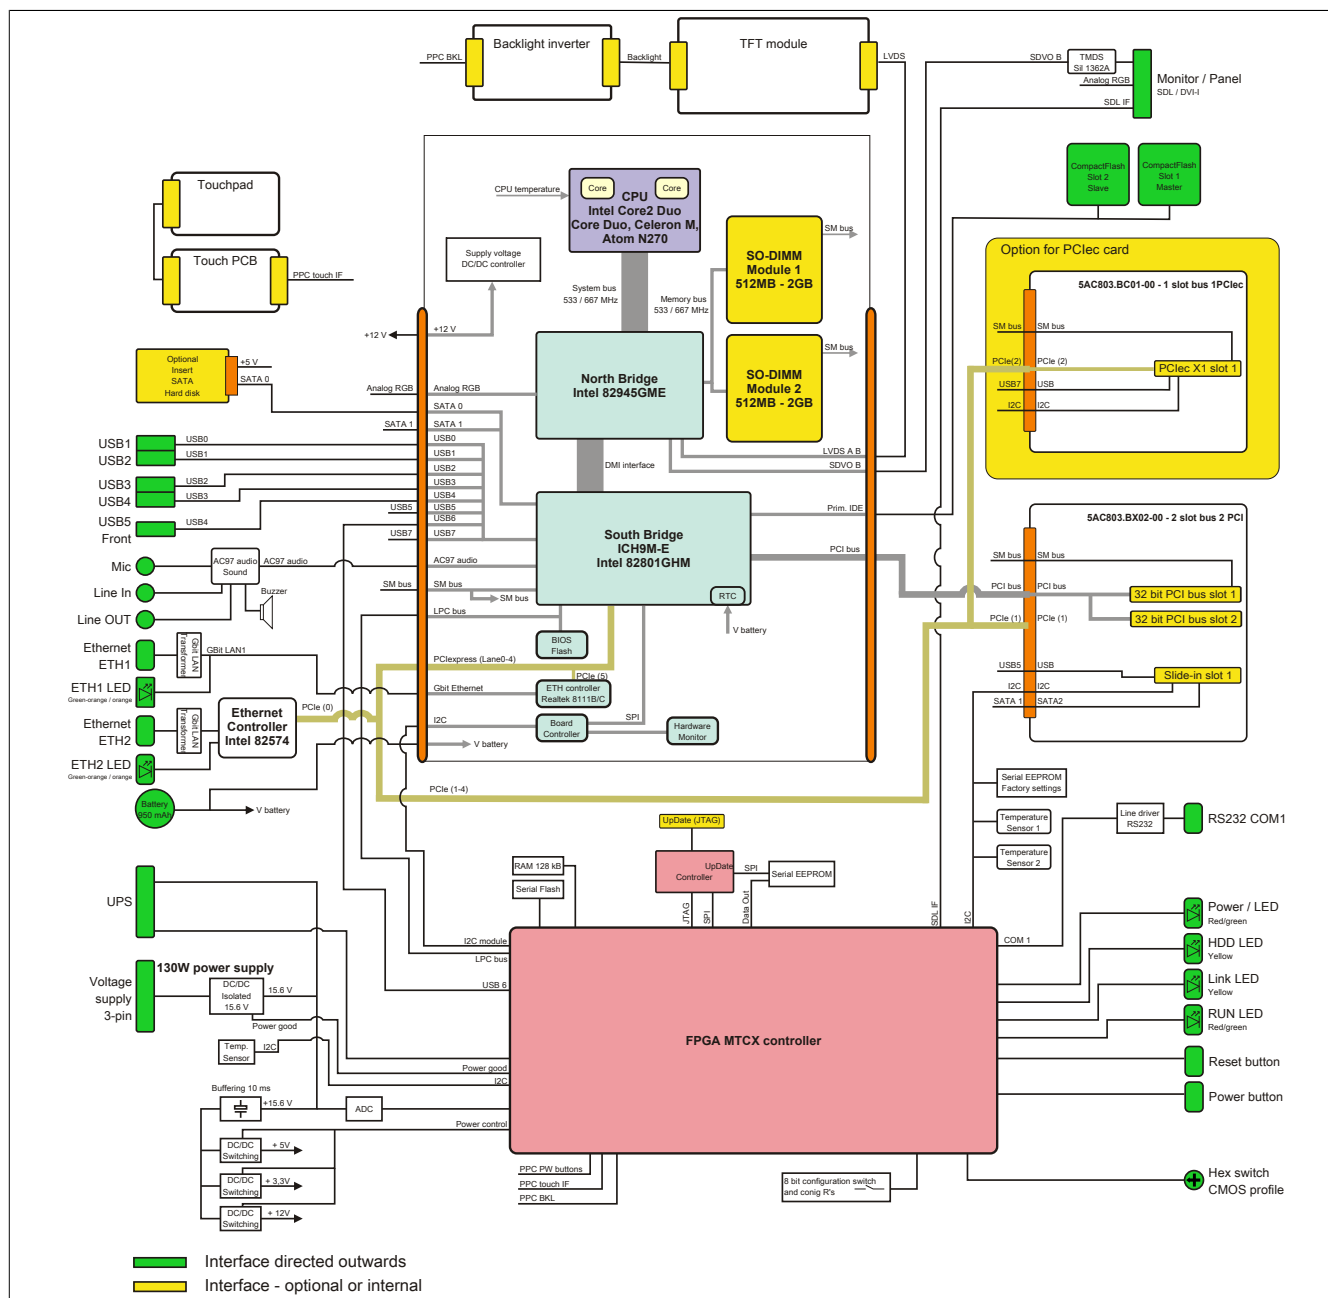 Backlight inverter
TFT module
PPC BKL
Backlight
LVDS
SDVO B
TMDS
Sil 1362A
Analog RGB
SDL IF
Monitor / Panel
SDL / DVI-I
CompactFlash
Slot 2
Slave
CompactFlash
Slot 1
Master
Touchpad
Touch PCB
PPC touch IF
CPU temperature
Core
Core
CPU
Intel Core2 Duo
Core Duo, Celeron M,
Atom N270
Supply voltage
DC/DC controller
System bus
533 / 667 MHz
Memory bus
533 / 667 MHz
SO-DIMM
Module 1
512MB - 2GB
SM bus
SO-DIMM
Module 2
512MB - 2GB
SM bus
Option for PCIec card
5AC803.BC01-00 - 1 slot bus 1PCIec
SM bus
SM bus
PCIe(2)
PCIe (2)
PCIec X1 slot 1
USB7
USB
I2C
I2C
+12 V
+12 V
Optional
Insert
SATA
Hard disk
+5 V
SATA 0
Analog RGB
Analog RGB
SATA 0
SATA 1
SATA 1
North Bridge
Intel 82945GME
DMI interface
LVDS A B
SDVO B
USB1
USB2
USB0
USB1
USB3
USB4
USB2
USB3
USB5
Front
USB4
USB0
USB1
USB2
USB3
USB4
USB5
USB5
USB6
USB7
USB7
South Bridge
ICH9M-E
Intel 82801GHM
RTC
V battery
Prim. IDE
PCI bus
5AC803.BX02-00 - 2 slot bus 2 PCI
SM bus
SM bus
PCI bus
PCI bus
32 bit PCI bus slot 1
32 bit PCI bus slot 2
PCIe (1)
PCIe (1)
USB5
USB
Slide-in slot 1
I2C
I2C
SATA 1
SATA2
Mic
Line In
Line OUT
AC97 audio
Sound
AC97 audio
AC97 audio
Buzzer
SM bus
SM bus
SM bus
LPC bus
BIOS
Flash
Ethernet
ETH1
Gbit LAN
Transformer
GBit LAN1
ETH1 LED
Green-orange / orange
Ethernet
ETH2
Gbit LAN
Transformer
ETH2 LED
Green-orange / orange
Ethernet
Controller
Intel 82574
PCIe (0)
PCIexpress (Lane0-4)
PCIe (5)
Gbit Ethernet
ETH controller
Realtek 8111B/C
I2C
SPI
Board
Controller
Hardware
Monitor
V battery
Battery
950 mAh
V battery
PCIe (1-4)
Serial EEPROM
Factory settings
Temperature
Sensor 1
Temperature
Sensor 2
Line driver
RS232
RS232 COM1
UpDate (JTAG)
UpDate
Controller
SPI
Serial EEPROM
RAM 128 kB
Serial Flash
JTAG
SPI
Data Out
SDL IF
I2C
UPS
I2C module
LPC bus
USB 6
COM 1
Power / LED
Red/green
HDD LED
Yellow
Link LED
Yellow
RUN LED
Red/green
Reset button
Power button
Voltage
supply
3-pin
130W power supply
DC/DC
Isolated
15.6 V
15.6 V
Power good
Temp.
Sensor
I2C
FPGA MTCX controller
Power good
I2C
Buffering 10 ms
+15.6 V
ADC
Power control
DC/DC
Switching
+ 5V
DC/DC
Switching
+ 3,3V
DC/DC
Switching
+ 12V
PPC PW buttons
PPC touch IF
PPC BKL
8 bit configuration switch
and conig R's
Hex switch
CMOS profile
Interface directed outwards
Interface - optional or internal